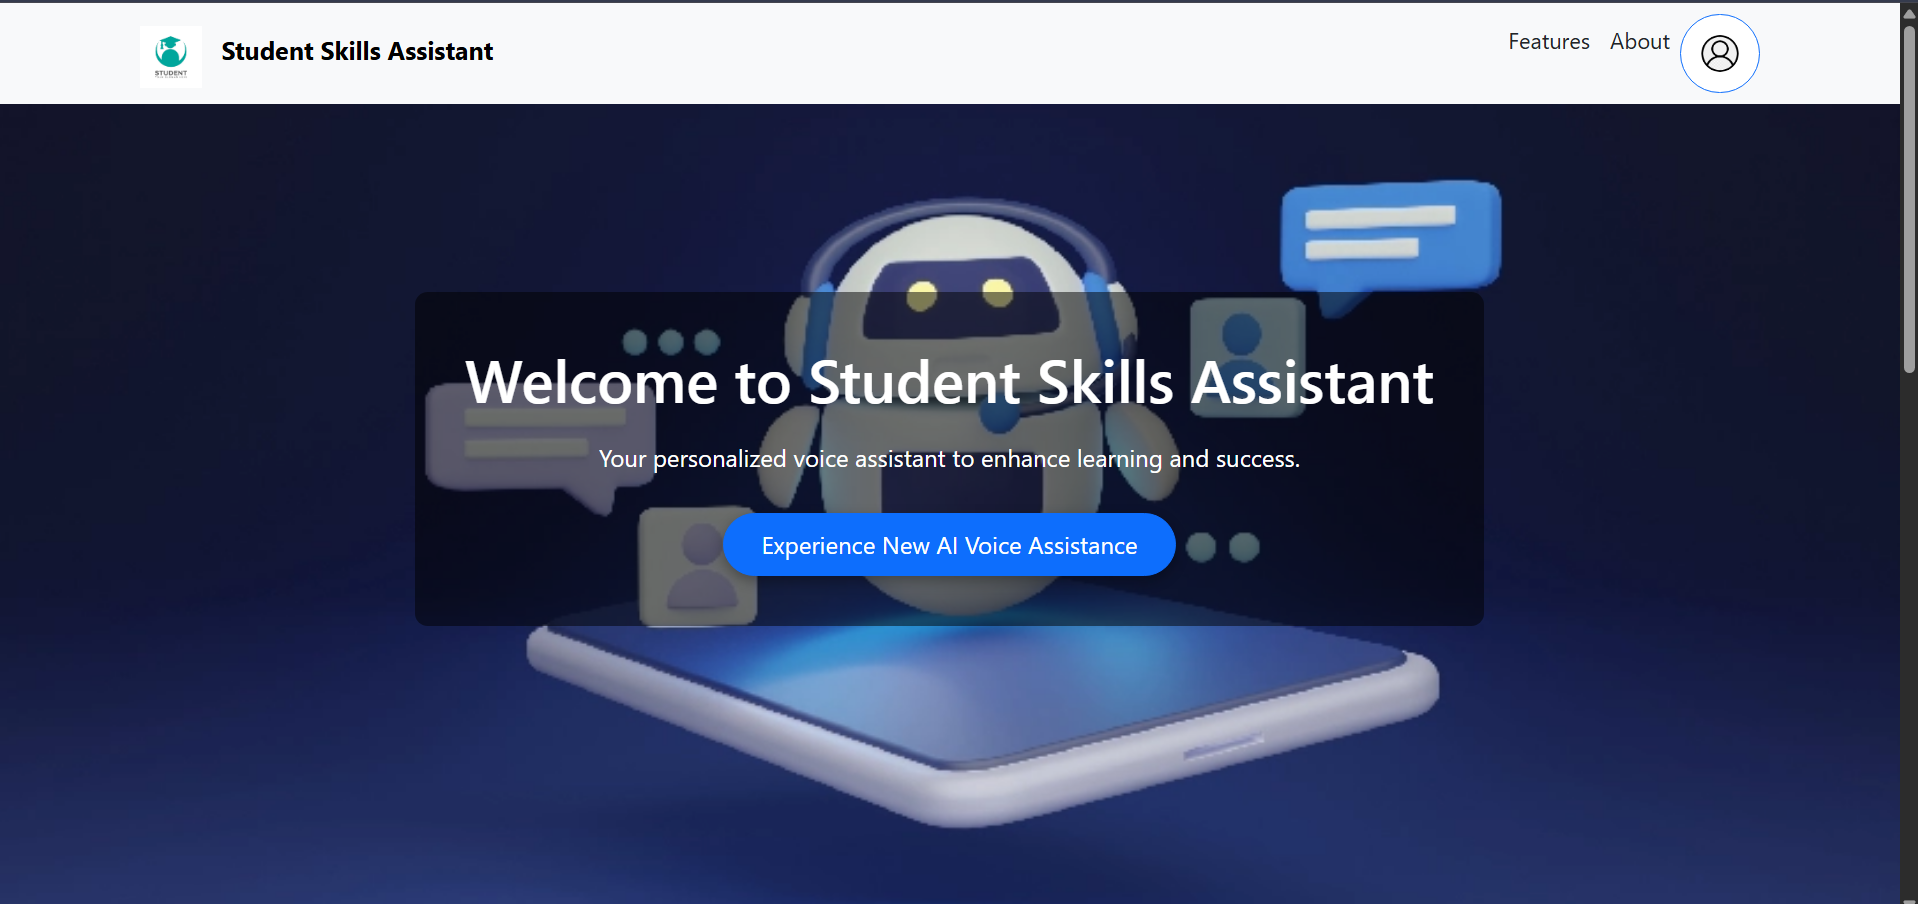 STUDENT
Student Skills Assistant
Features
About
Welcome to Student Skills Assistant
Your personalized voice assistant to enhance learning and success.
Experience New AI Voice Assistance